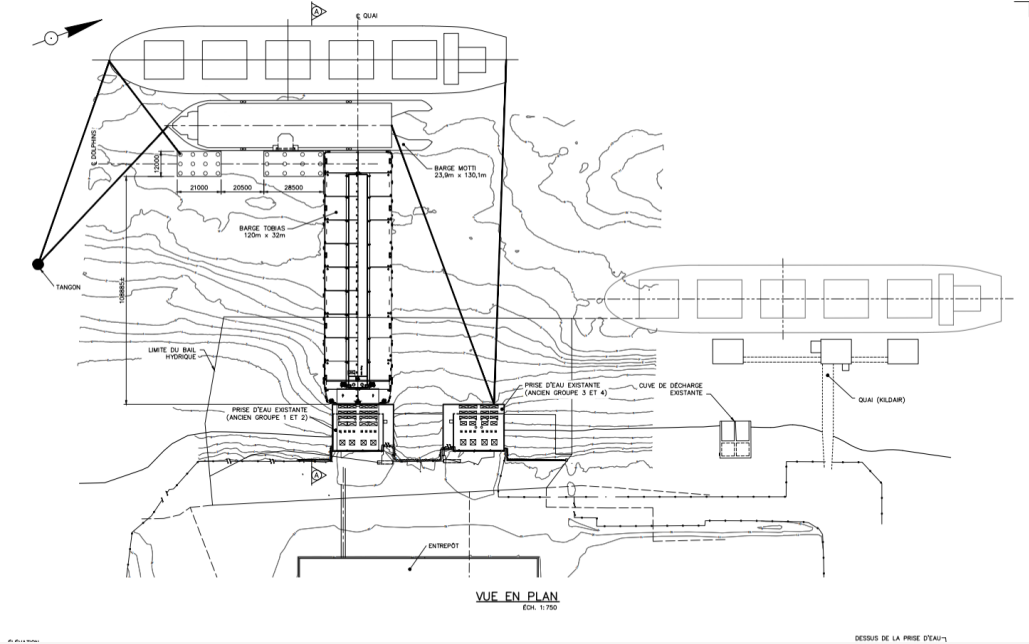 A
℄ QUAI
℄ DOLPHINS
12000
21000
20500
28500
BARGE MOTTI
23,9m x 130,1m
BARGE TOBIAS
120m x 32m
TANGON
108885±
LIMITE DU BAIL
HYDRIQUE
PRISE D'EAU EXISTANTE
(ANCIEN GROUPE 1 ET 2)
PRISE D'EAU EXISTANTE
(ANCIEN GROUPE 3 ET 4)
CUVE DE DÉCHARGE
EXISTANTE
QUAI (KILDAIR)
A
ENTREPÔT
VUE EN PLAN
ÉCH. 1:750
DESSUS DE LA PRISE D'EAU